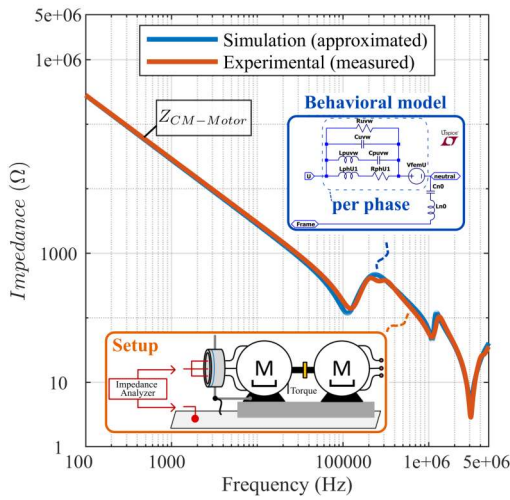 5e+06
1e+06
1000
10
1
Impedance (Ω)
Simulation (approximated)
Experimental (measured)
Z_CM−Motor
Behavioral model
Ruvw
Cuvw
Lpuvw
Cpuvw
LphU1
RphU1
VfemU
U
neutral
Cn0
Ln0
Frame
LTspice
per phase
Setup
Impedance
Analyzer
M
M
Torque
100
1000
100000
1e+06
5e+06
Frequency (Hz)